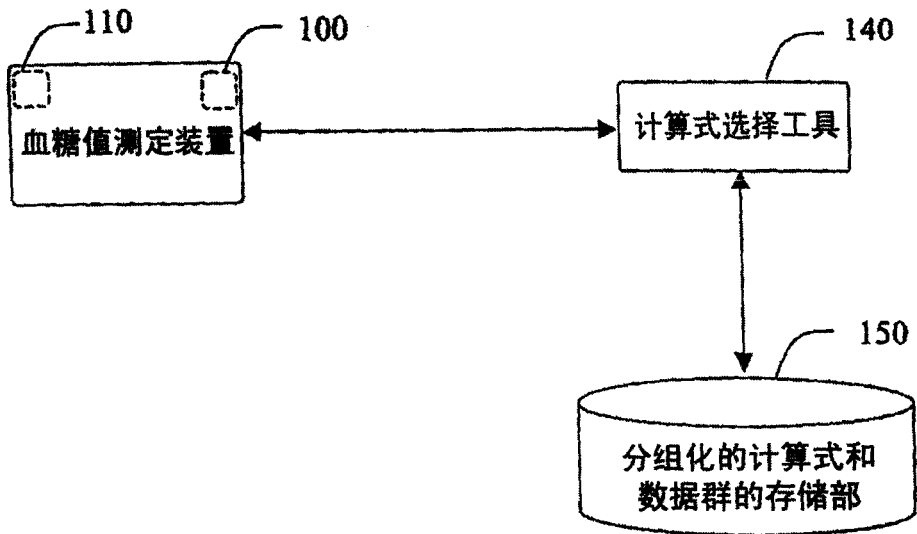 110
100
140
血糖值测定装置
计算式选择工具
150
分组化的计算式和
数据群的存储部